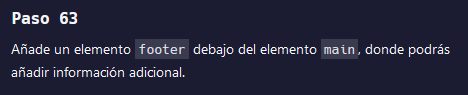 Paso 63
Añade un elemento footer debajo del elemento main, donde podrás
añadir información adicional.